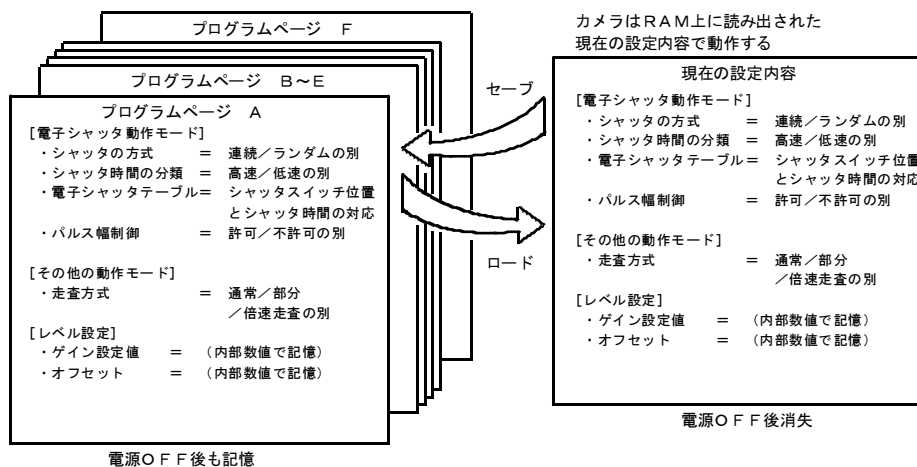 プログラムページ　F
プログラムページ　B～E
プログラムページ　A
[電子シャッタ動作モード]
・シャッタの方式　＝　連続／ランダムの別
・シャッタ時間の分類　＝　高速／低速の別
・電子シャッタテーブル＝　シャッタスイッチ位置
とシャッタ時間の対応
・パルス幅制御　＝　許可／不許可の別
[その他の動作モード]
・走査方式　＝　通常／部分
／倍速走査の別
[レベル設定]
・ゲイン設定値　＝　（内部数値で記憶）
・オフセット　＝　（内部数値で記憶）
電源ＯＦＦ後も記憶
セーブ
ロード
カメラはＲＡＭ上に読み出された
現在の設定内容で動作する
現在の設定内容
[電子シャッタ動作モード]
・シャッタの方式　＝　連続／ランダムの別
・シャッタ時間の分類　＝　高速／低速の別
・電子シャッタテーブル＝　シャッタスイッチ位置
とシャッタ時間の対応
・パルス幅制御　＝　許可／不許可の別
[その他の動作モード]
・走査方式　＝　通常／部分
／倍速走査の別
[レベル設定]
・ゲイン設定値　＝　（内部数値で記憶）
・オフセット　＝　（内部数値で記憶）
電源ＯＦＦ後消失